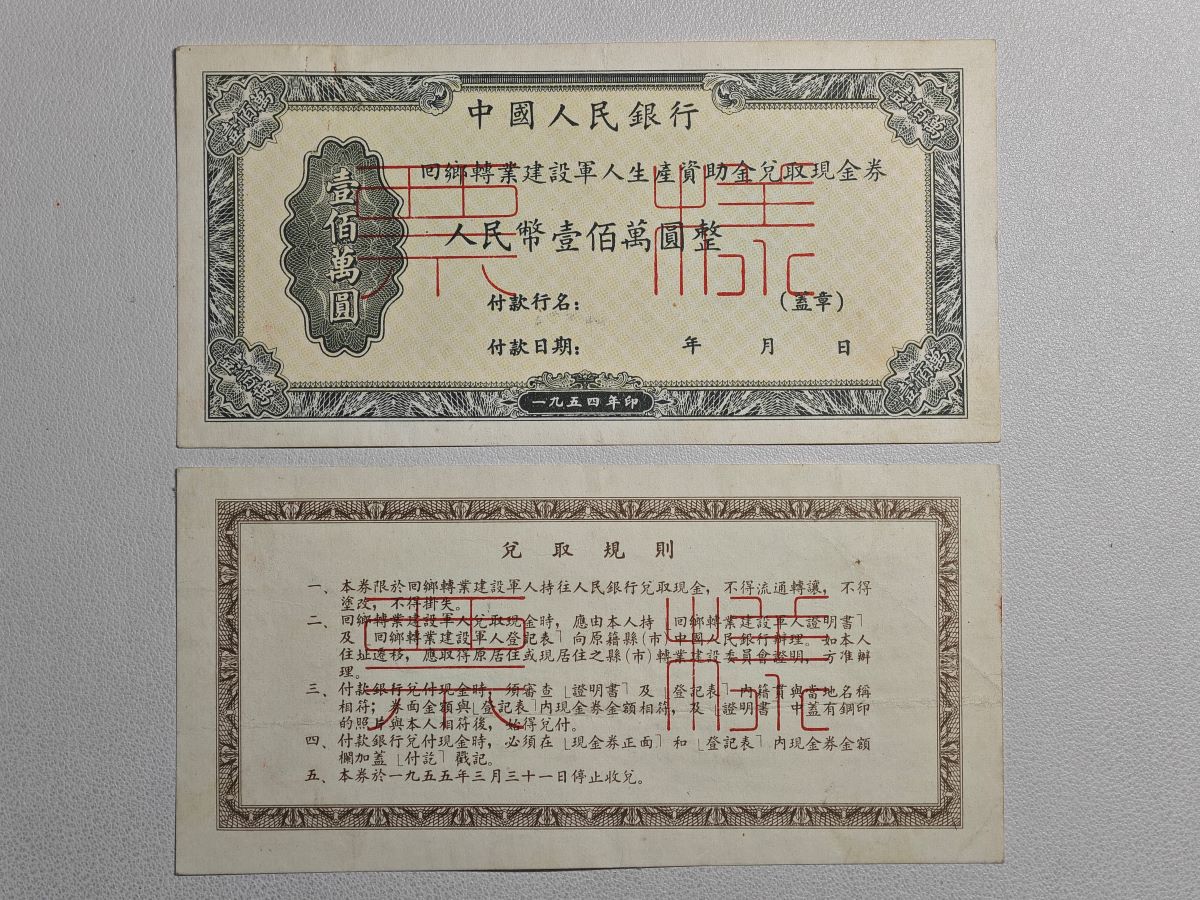 中國人民銀行
壹佰萬
壹佰萬
回鄉轉業建設軍人生產資助金兌取現金券
壹佰萬圓
人民幣壹佰萬圓整
票樣
付款行名：
（蓋章）
付款日期：
年 月 日
壹佰萬
壹佰萬
一九五四年印
兌取規則
一、本券限於回鄉轉業建設軍人持往人民銀行兌取現金，不得流通轉讓，不得
塗改，不得掛失。
二、回鄉轉業建設軍人兌取現金時，應由本人持「回鄉轉業建設軍人證明書」
及「回鄉轉業建設軍人登記表」向原籍縣（市）中國人民銀行辦理。如本人
住址遷移，應取得原居住或現居住之縣（市）轉業建設委員會證明，方准辦
理。
三、付款銀行兌付現金時，須審查「證明書」及「登記表」內籍貫與當地名稱
相符；券面金額與「登記表」內現金券金額相符，及「證明書」中蓋有鋼印
的照片與本人相符後，始得兌付。
四、付款銀行兌付現金時，必須在「現金券正面」和「登記表」內現金券金額
欄加蓋「付訖」戳記。
五、本券於一九五五年三月三十一日停止收兌。
票樣